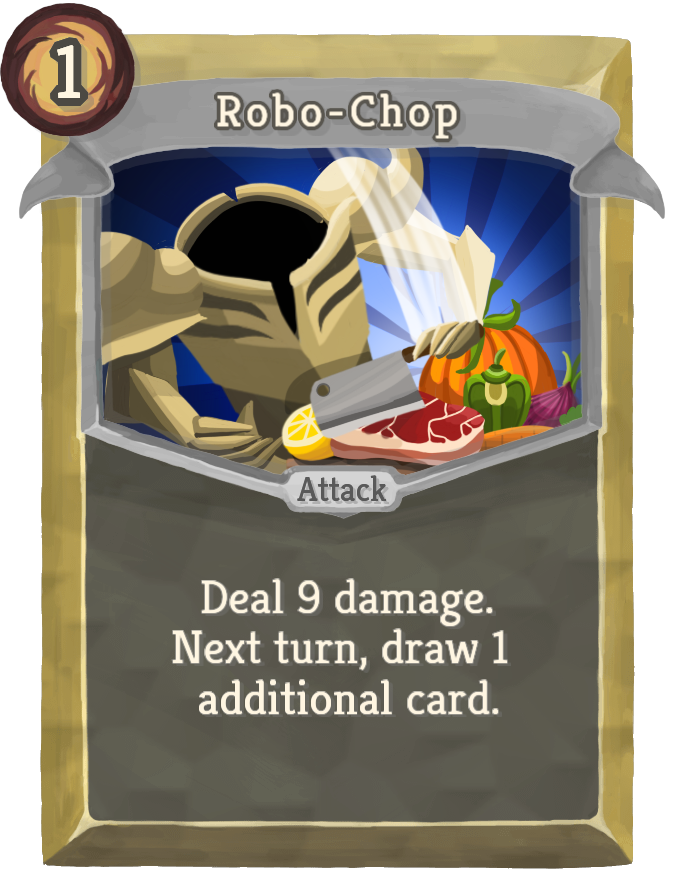 1
Robo-Chop
Attack
Deal 9 damage.
Next turn, draw 1
additional card.